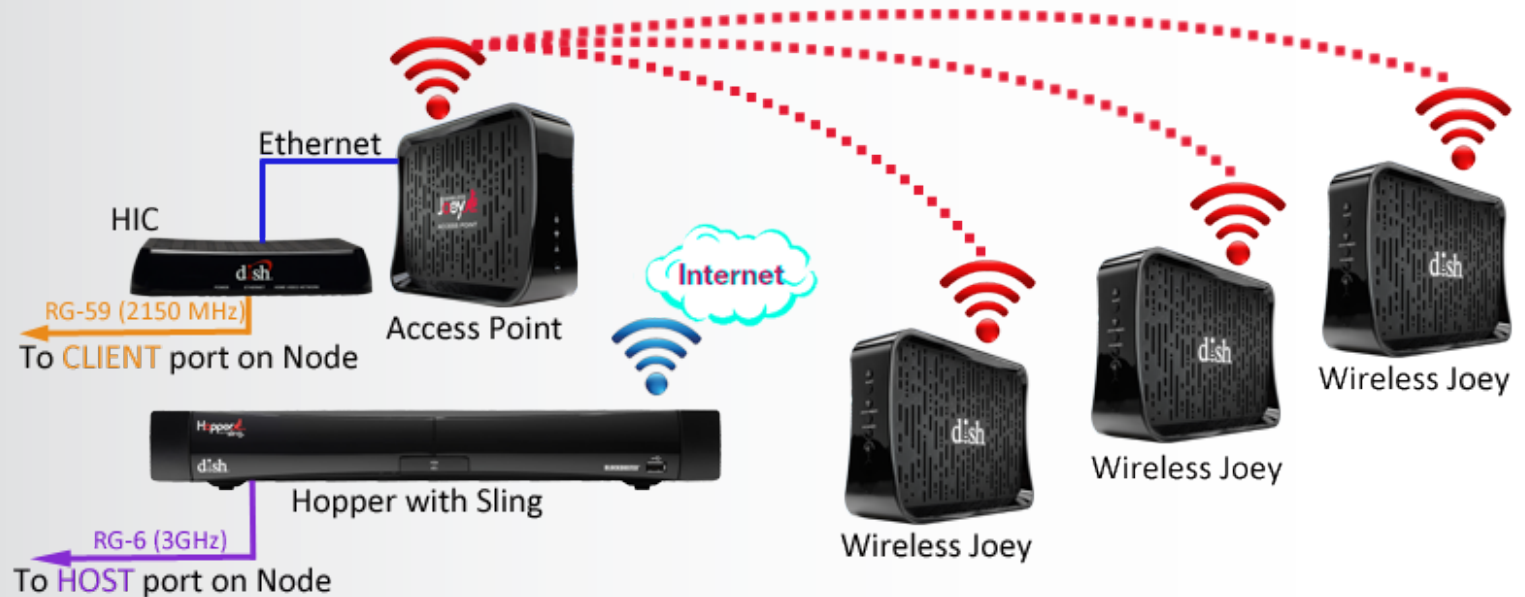 Ethernet
HIC
dish
RG-59 (2150 MHz)
To CLIENT port on Node
Joey
ACCESS POINT
Access Point
Internet
Hopper
sling
dish
Hopper with Sling
RG-6 (3GHz)
To HOST port on Node
dish
Wireless Joey
dish
Wireless Joey
dish
Wireless Joey